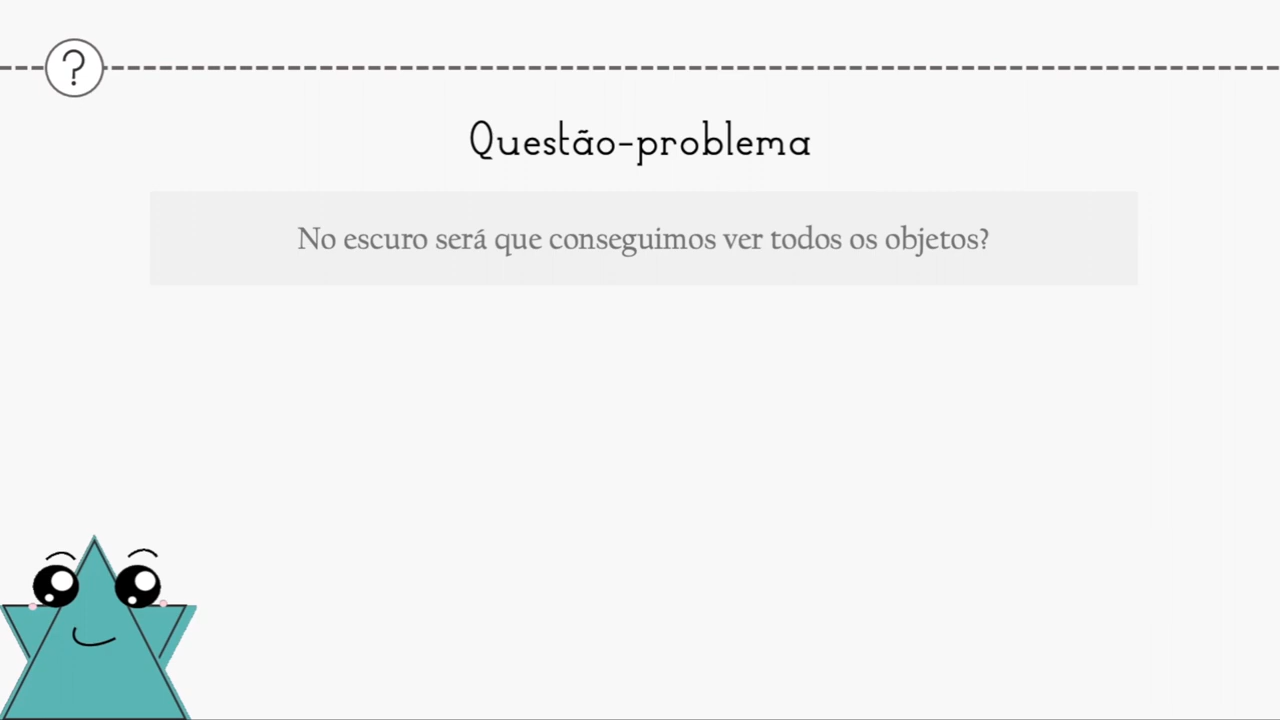 ?
Questão-problema
No escuro será que conseguimos ver todos os objetos?